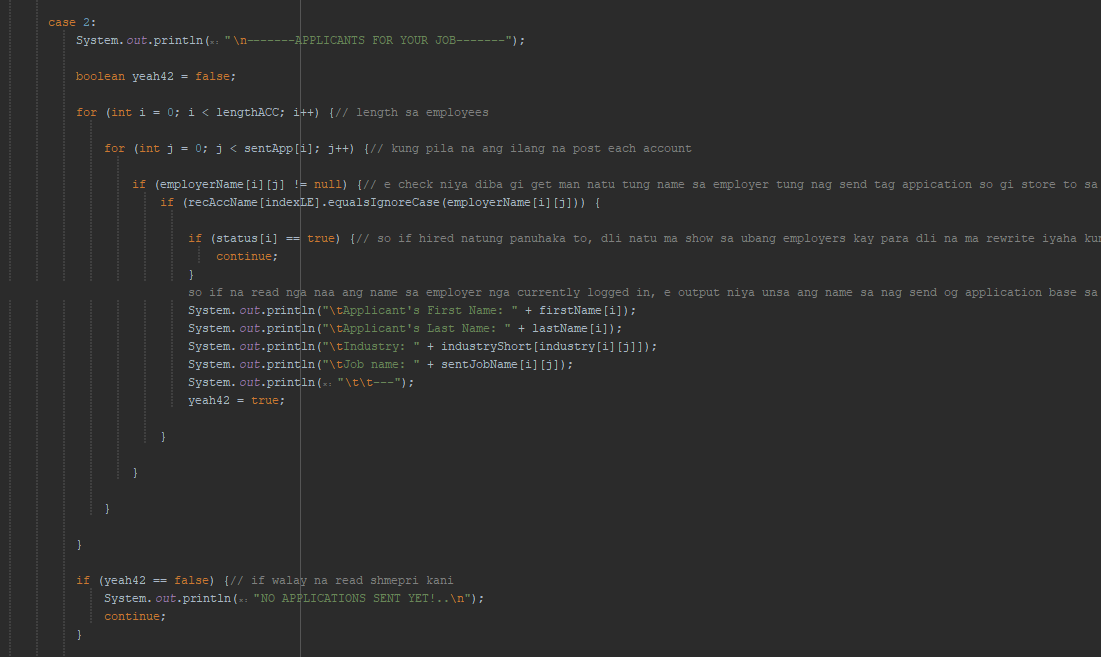 case 2:
System.out.println("\n-------APPLICANTS FOR YOUR JOB-------");
boolean yeah42 = false;
for (int i = 0; i < lengthACC; i++) {// length sa employees
for (int j = 0; j < sentApp[i]; j++) {// kung pila na ang ilang na post each account
if (employerName[i][j] != null) {// e check niya diba gi get man natu tung name sa employer tung nag send tag appication so gi store to sa
if (recAccName[indexLE].equalsIgnoreCase(employerName[i][j])) {
if (status[i] == true) {// so if hired natung panuhaka to, dli natu ma show sa ubang employers kay para dli na ma rewrite iyaha
continue;
}
so if na read nga naa ang name sa employer nga currently logged in, e output niya unsa ang name sa nag send og application base sa
System.out.println("\tApplicant's First Name: " + firstName[i]);
System.out.println("\tApplicant's Last Name: " + lastName[i]);
System.out.println("\tIndustry: " + industryShort[industry[i][j]]);
System.out.println("\tJob name: " + sentJobName[i][j]);
System.out.println(x: "\t\t---");
yeah42 = true;
}
}
}
}
if (yeah42 == false) {// if walay na read shmepri kani
System.out.println(x: "NO APPLICATIONS SENT YET!..\n");
continue;
}